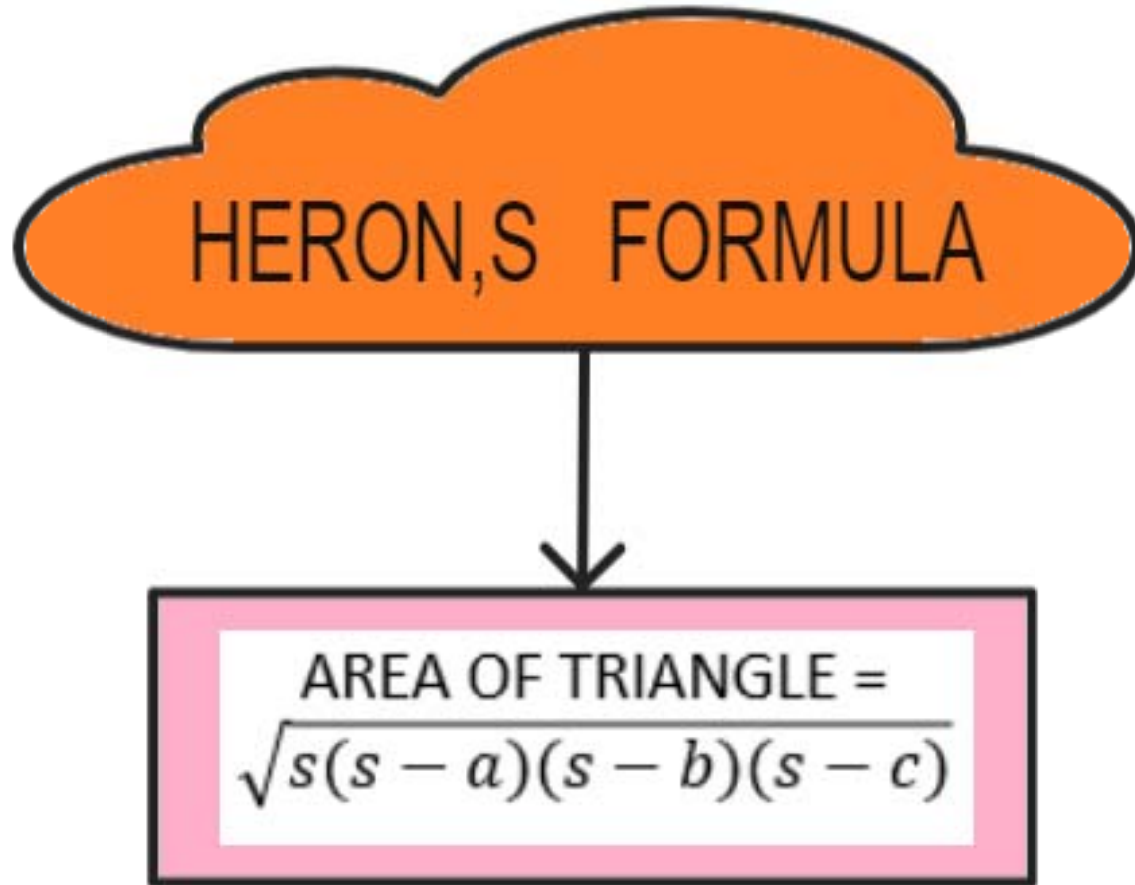 HERON,S FORMULA
AREA OF TRIANGLE =
√s(s − a)(s − b)(s − c)